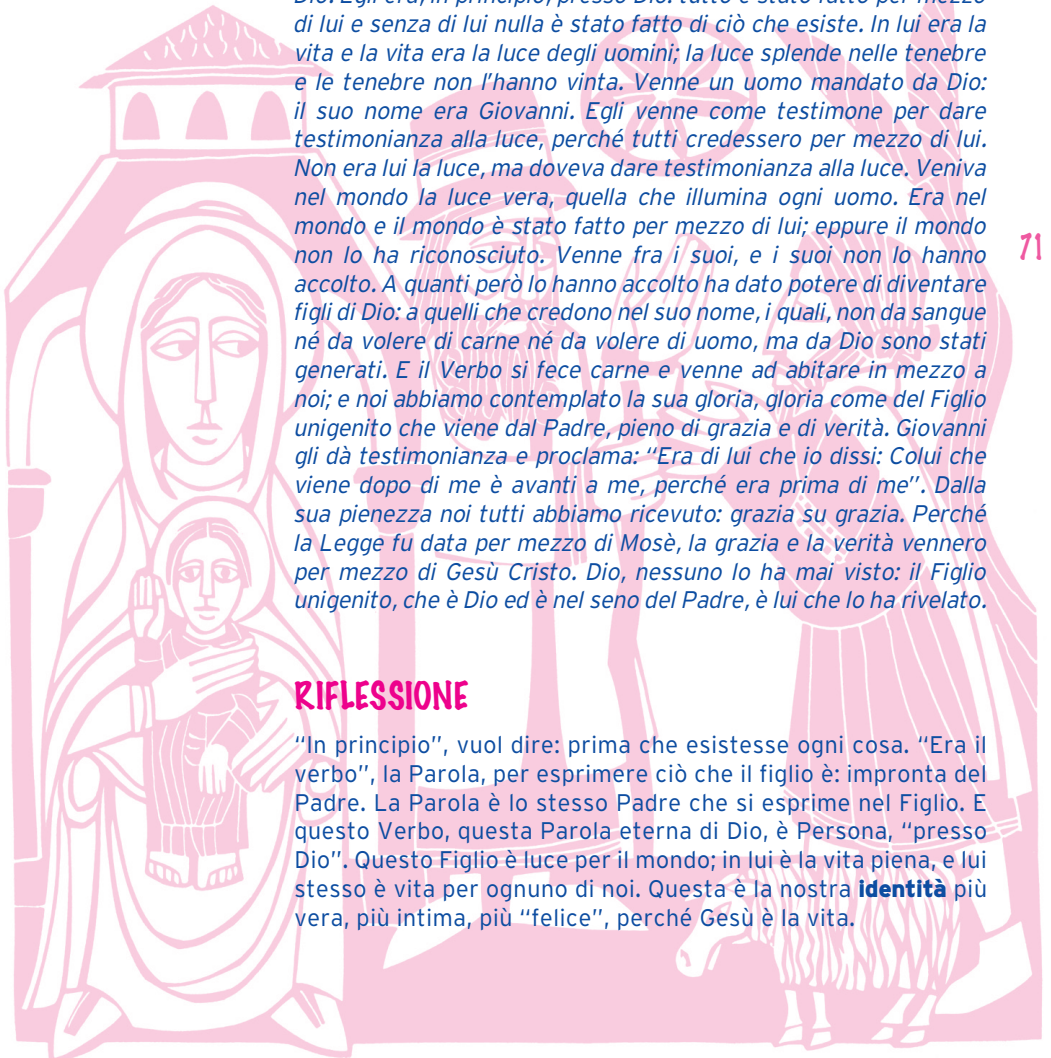 Dio. Egli era, in principio, presso Dio: tutto è stato fatto per mezzo
di lui e senza di lui nulla è stato fatto di ciò che esiste. In lui era la
vita e la vita era la luce degli uomini; la luce splende nelle tenebre
e le tenebre non l'hanno vinta. Venne un uomo mandato da Dio:
il suo nome era Giovanni. Egli venne come testimone per dare
testimonianza alla luce, perché tutti credessero per mezzo di lui.
Non era lui la luce, ma doveva dare testimonianza alla luce. Veniva
nel mondo la luce vera, quella che illumina ogni uomo. Era nel
mondo e il mondo è stato fatto per mezzo di lui; eppure il mondo
non lo ha riconosciuto. Venne fra i suoi, e i suoi non lo hanno
71
accolto. A quanti però lo hanno accolto ha dato potere di diventare
figli di Dio: a quelli che credono nel suo nome, i quali, non da sangue
né da volere di carne né da volere di uomo, ma da Dio sono stati
generati. E il Verbo si fece carne e venne ad abitare in mezzo a
noi; e noi abbiamo contemplato la sua gloria, gloria come del Figlio
unigenito che viene dal Padre, pieno di grazia e di verità. Giovanni
gli dà testimonianza e proclama: “Era di lui che io dissi: Colui che
viene dopo di me è avanti a me, perché era prima di me”. Dalla
sua pienezza noi tutti abbiamo ricevuto: grazia su grazia. Perché
la Legge fu data per mezzo di Mosè, la grazia e la verità vennero
per mezzo di Gesù Cristo. Dio, nessuno lo ha mai visto: il Figlio
unigenito, che è Dio ed è nel seno del Padre, è lui che lo ha rivelato.
RIFLESSIONE
“In principio”, vuol dire: prima che esistesse ogni cosa. “Era il
verbo”, la Parola, per esprimere ciò che il figlio è: impronta del
Padre. La Parola è lo stesso Padre che si esprime nel Figlio. E
questo Verbo, questa Parola eterna di Dio, è Persona, “presso
Dio”. Questo Figlio è luce per il mondo; in lui è la vita piena, e lui
stesso è vita per ognuno di noi. Questa è la nostra identità più
vera, più intima, più “felice”, perché Gesù è la vita.